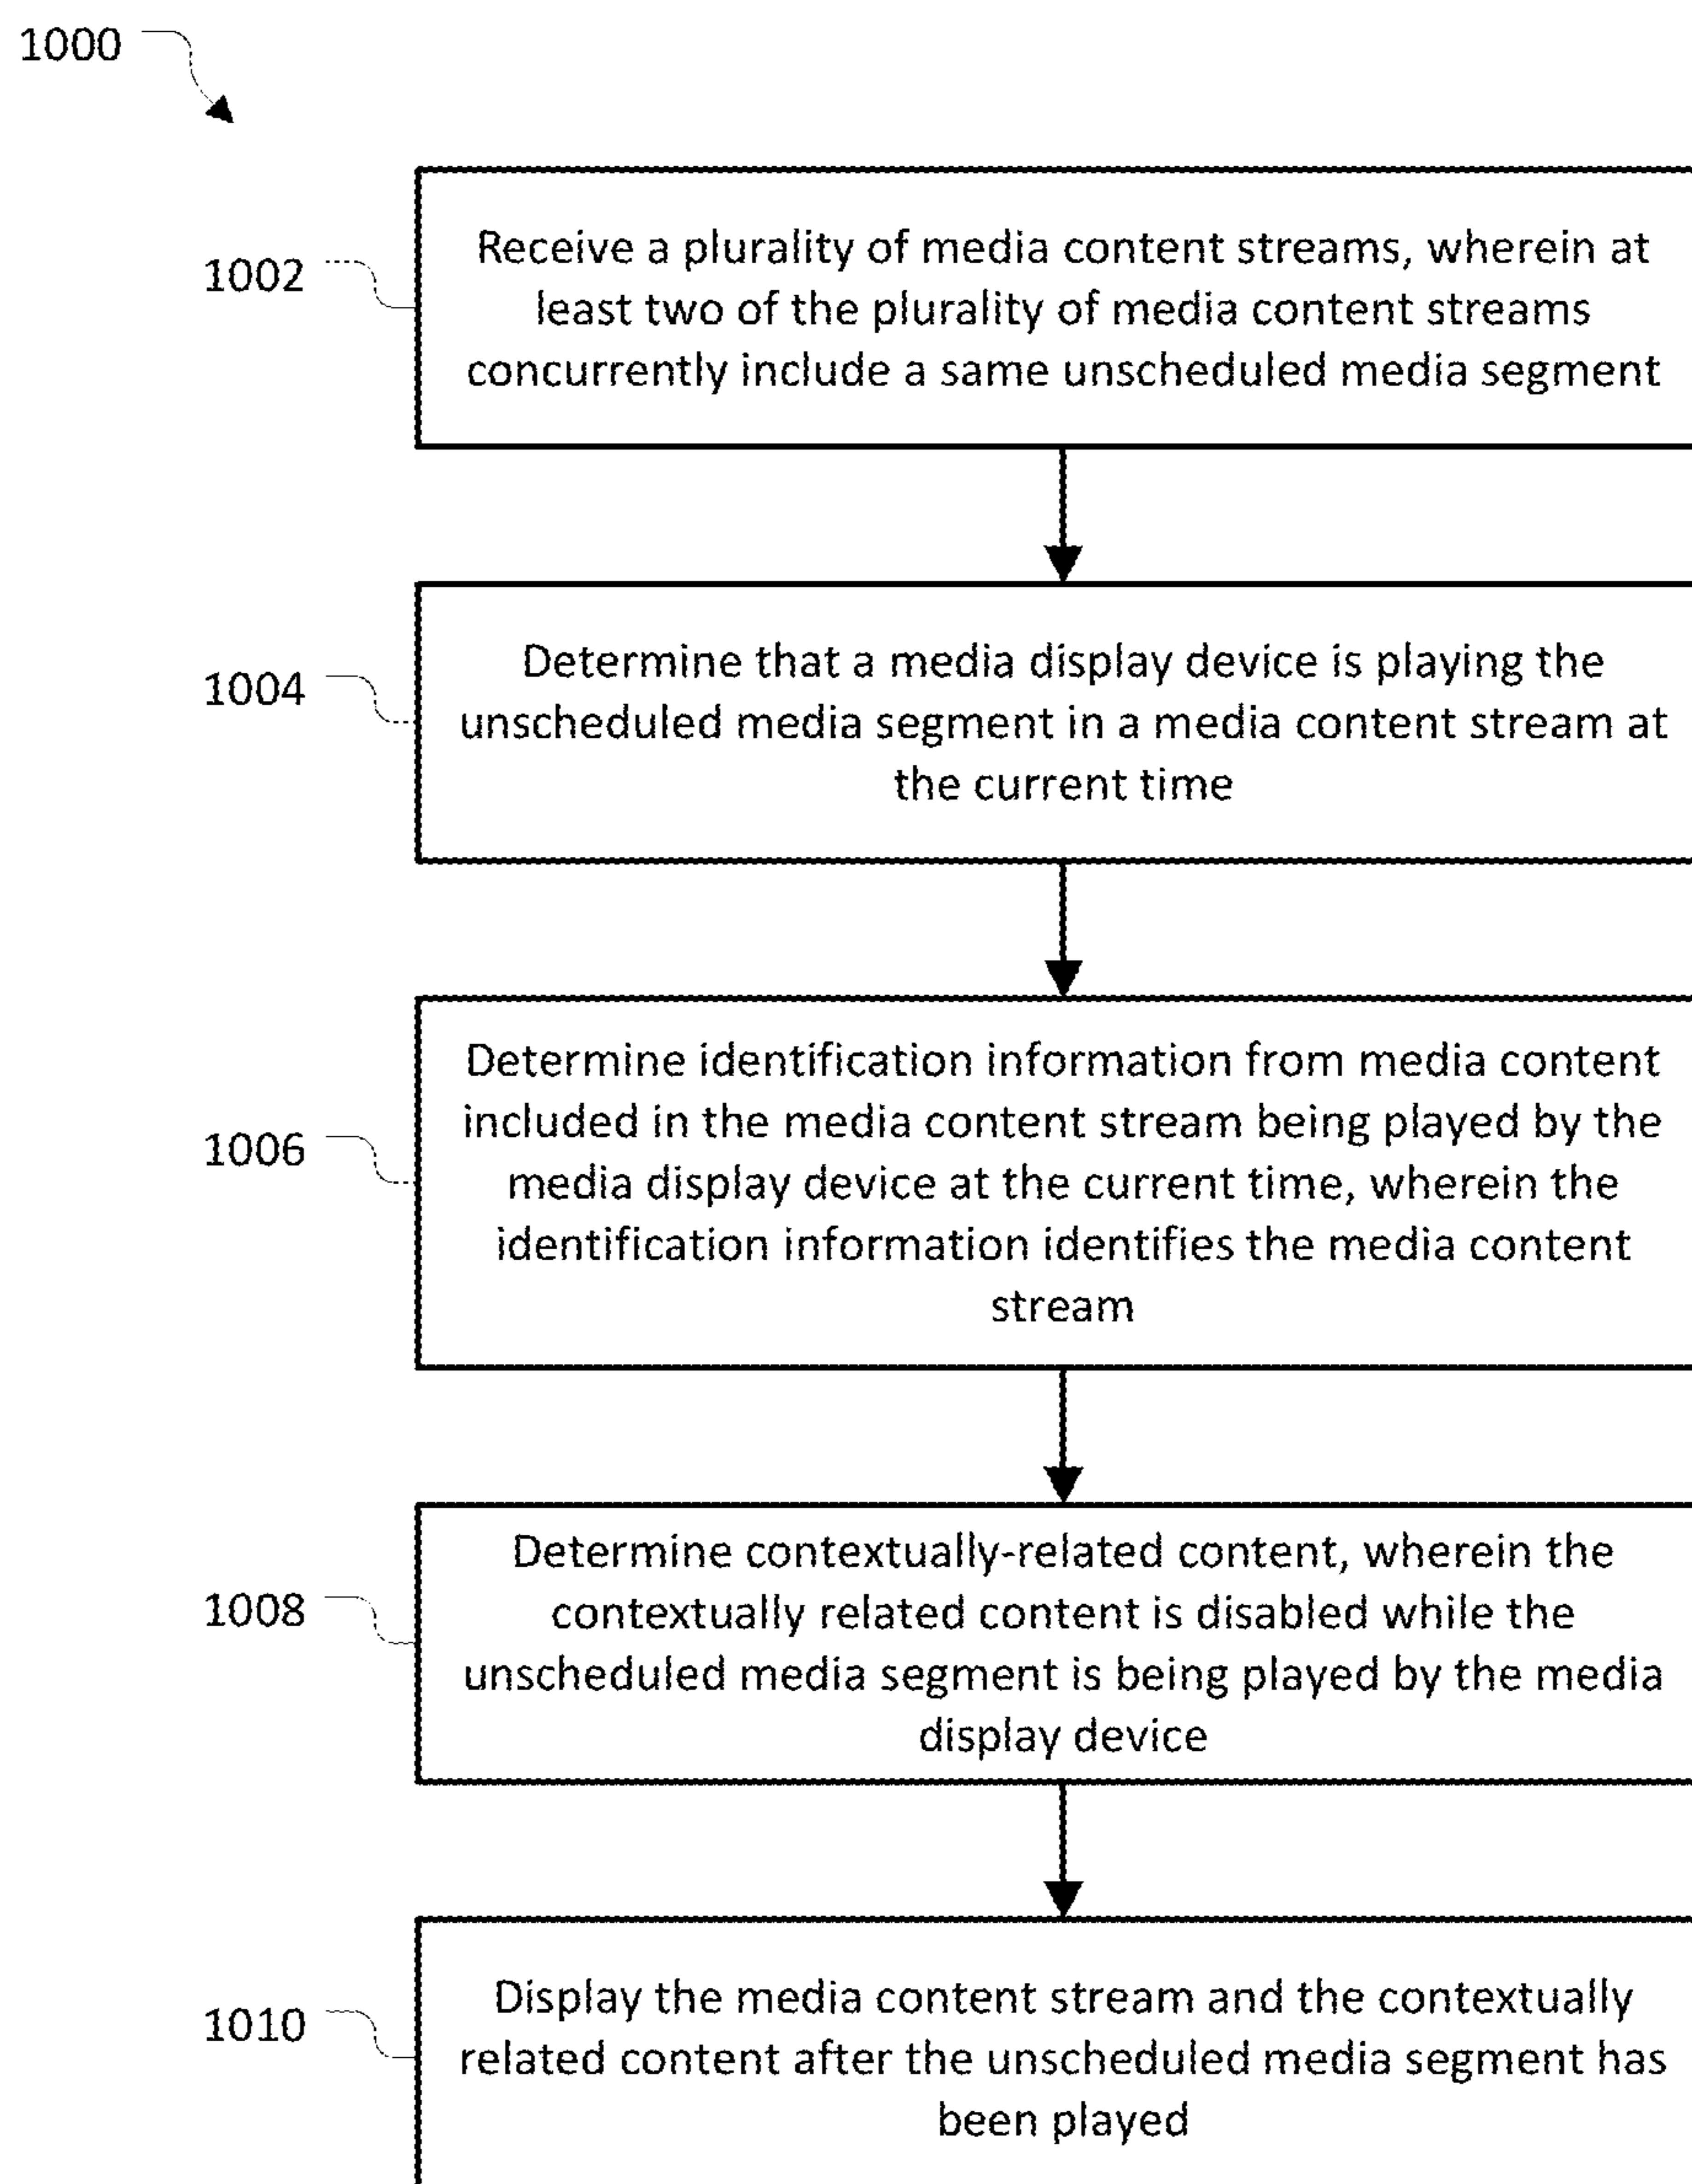 1000
1002
Receive a plurality of media content streams, wherein at
least two of the plurality of media content streams
concurrently include a same unscheduled media segment
1004
Determine that a media display device is playing the
unscheduled media segment in a media content stream at
the current time
1006
Determine identification information from media content
included in the media content stream being played by the
media display device at the current time, wherein the
identification information identifies the media content
stream
1008
Determine contextually-related content, wherein the
contextually related content is disabled while the
unscheduled media segment is being played by the media
display device
1010
Display the media content stream and the contextually
related content after the unscheduled media segment has
been played